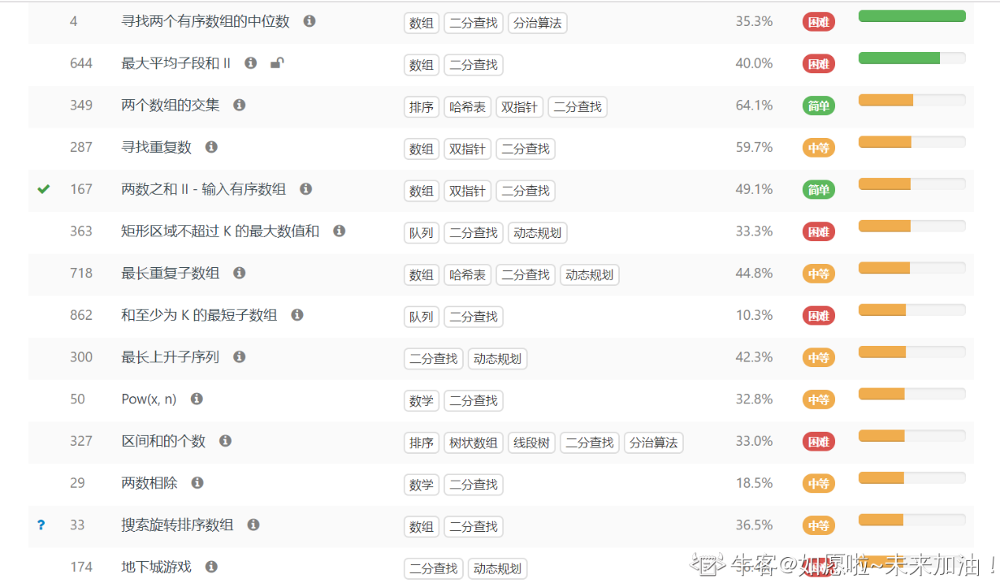 4 寻找两个有序数组的中位数 数组 二分查找 分治算法 35.3% 困难
644 最大平均子段和 II 数组 二分查找 40.0% 困难
349 两个数组的交集 排序 哈希表 双指针 二分查找 64.1% 简单
287 寻找重复数 数组 双指针 二分查找 59.7% 中等
167 两数之和 II - 输入有序数组 数组 双指针 二分查找 49.1% 简单
363 矩形区域不超过 K 的最大数值和 队列 二分查找 动态规划 33.3% 困难
718 最长重复子数组 数组 哈希表 二分查找 动态规划 44.8% 中等
862 和至少为 K 的最短子数组 队列 二分查找 10.3% 困难
300 最长上升子序列 二分查找 动态规划 42.3% 中等
50 Pow(x, n) 数学 二分查找 32.8% 中等
327 区间和的个数 排序 树状数组 线段树 二分查找 分治算法 33.0% 困难
29 两数相除 数学 二分查找 18.5% 中等
? 33 搜索旋转排序数组 数组 二分查找 36.5% 中等
174 地下城游戏 二分查找 动态规划
牛客@如愿啦~未来加油！